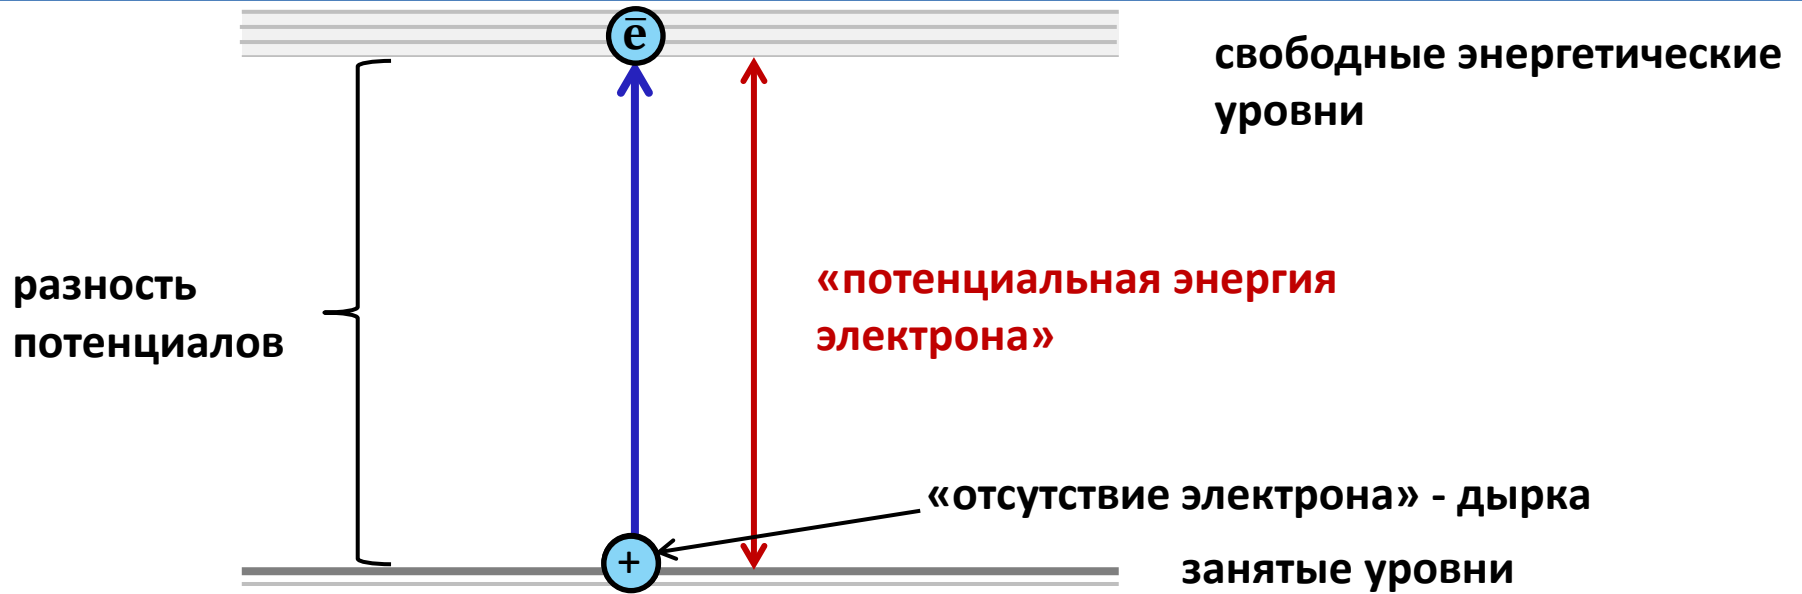 ē
свободные энергетические
уровни
разность
потенциалов
«потенциальная энергия
электрона»
«отсутствие электрона» - дырка
+
занятые уровни